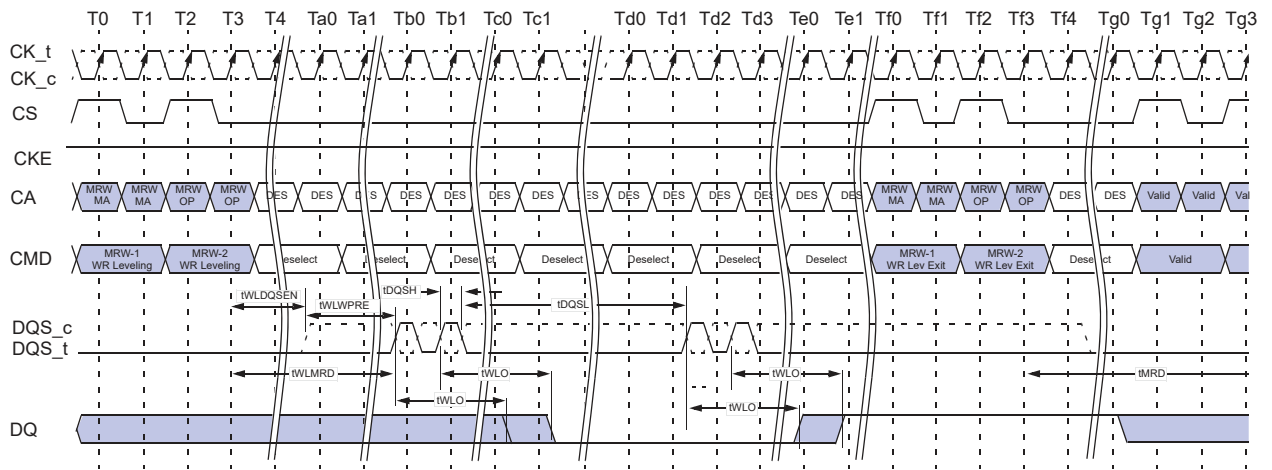 T0 T1 T2 T3 T4 Ta0 Ta1 Tb0 Tb1 Tc0 Tc1 Td0 Td1 Td2 Td3 Te0 Te1 Tf0 Tf1 Tf2 Tf3 Tf4 Tg0 Tg1 Tg2 Tg3
CK_t
CK_c
CS
CKE
CA MRW MA MRW MA MRW OP MRW OP DES DES DES DES DES DES DES DES DES DES DES DES DES DES MRW MA MRW MA MRW OP MRW OP DES DES Valid Valid Val
CMD MRW-1 WR Leveling MRW-2 WR Leveling eselect eselect Deselect Deselect Deselect Deselect Deselect MRW-1 WR Lev Exit MRW-2 WR Lev Exit Deselect Valid
tWLDQSEN tWLWPRE tDQSH tDQSL
DQS_c
DQS_t
tWLMRD tWLO tWLO tMRD
tWLO tWLO
DQ